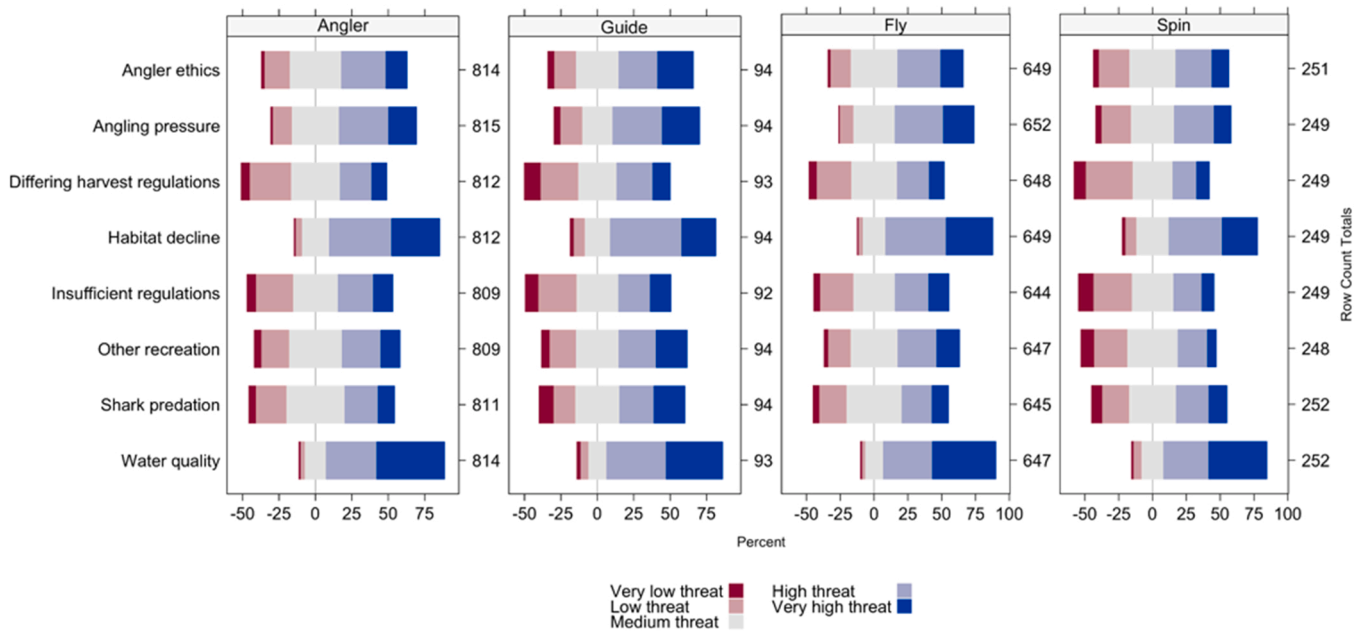 Angler Guide Fly Spin
Angler ethics 814 94 649 251
Angling pressure 815 94 652 249
Differing harvest regulations 812 93 648 249
Habitat decline 812 94 649 249
Insufficient regulations 809 92 644 249
Other recreation 809 94 647 248
Shark predation 811 94 645 252
Water quality 814 93 647 252
Row Count Totals
-50 -25 0 25 50 75 -50 -25 0 25 50 75 -50 -25 0 25 50 75 100 -50 -25 0 25 50 75 100
Percent
Very low threat High threat
Low threat Very high threat
Medium threat